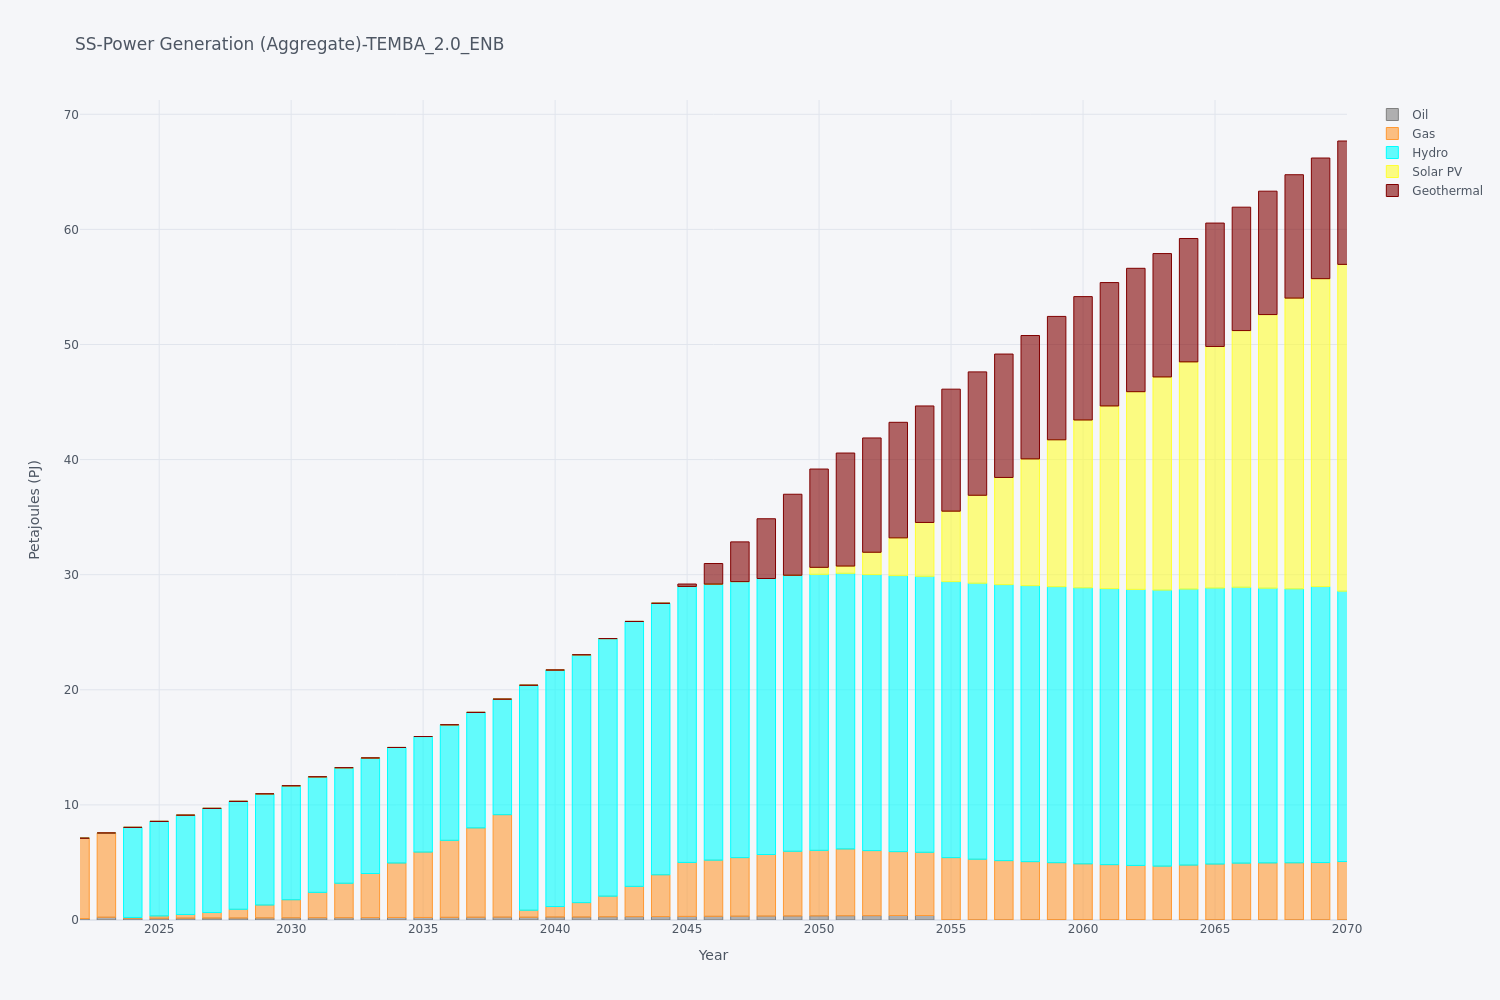 SS-Power Generation (Aggregate)-TEMBA_2.0_ENB
70
60
50
40
30
20
10
0
Petajoules (PJ)
2025 2030 2035 2040 2045 2050 2055 2060 2065 2070
Year
Oil
Gas
Hydro
Solar PV
Geothermal